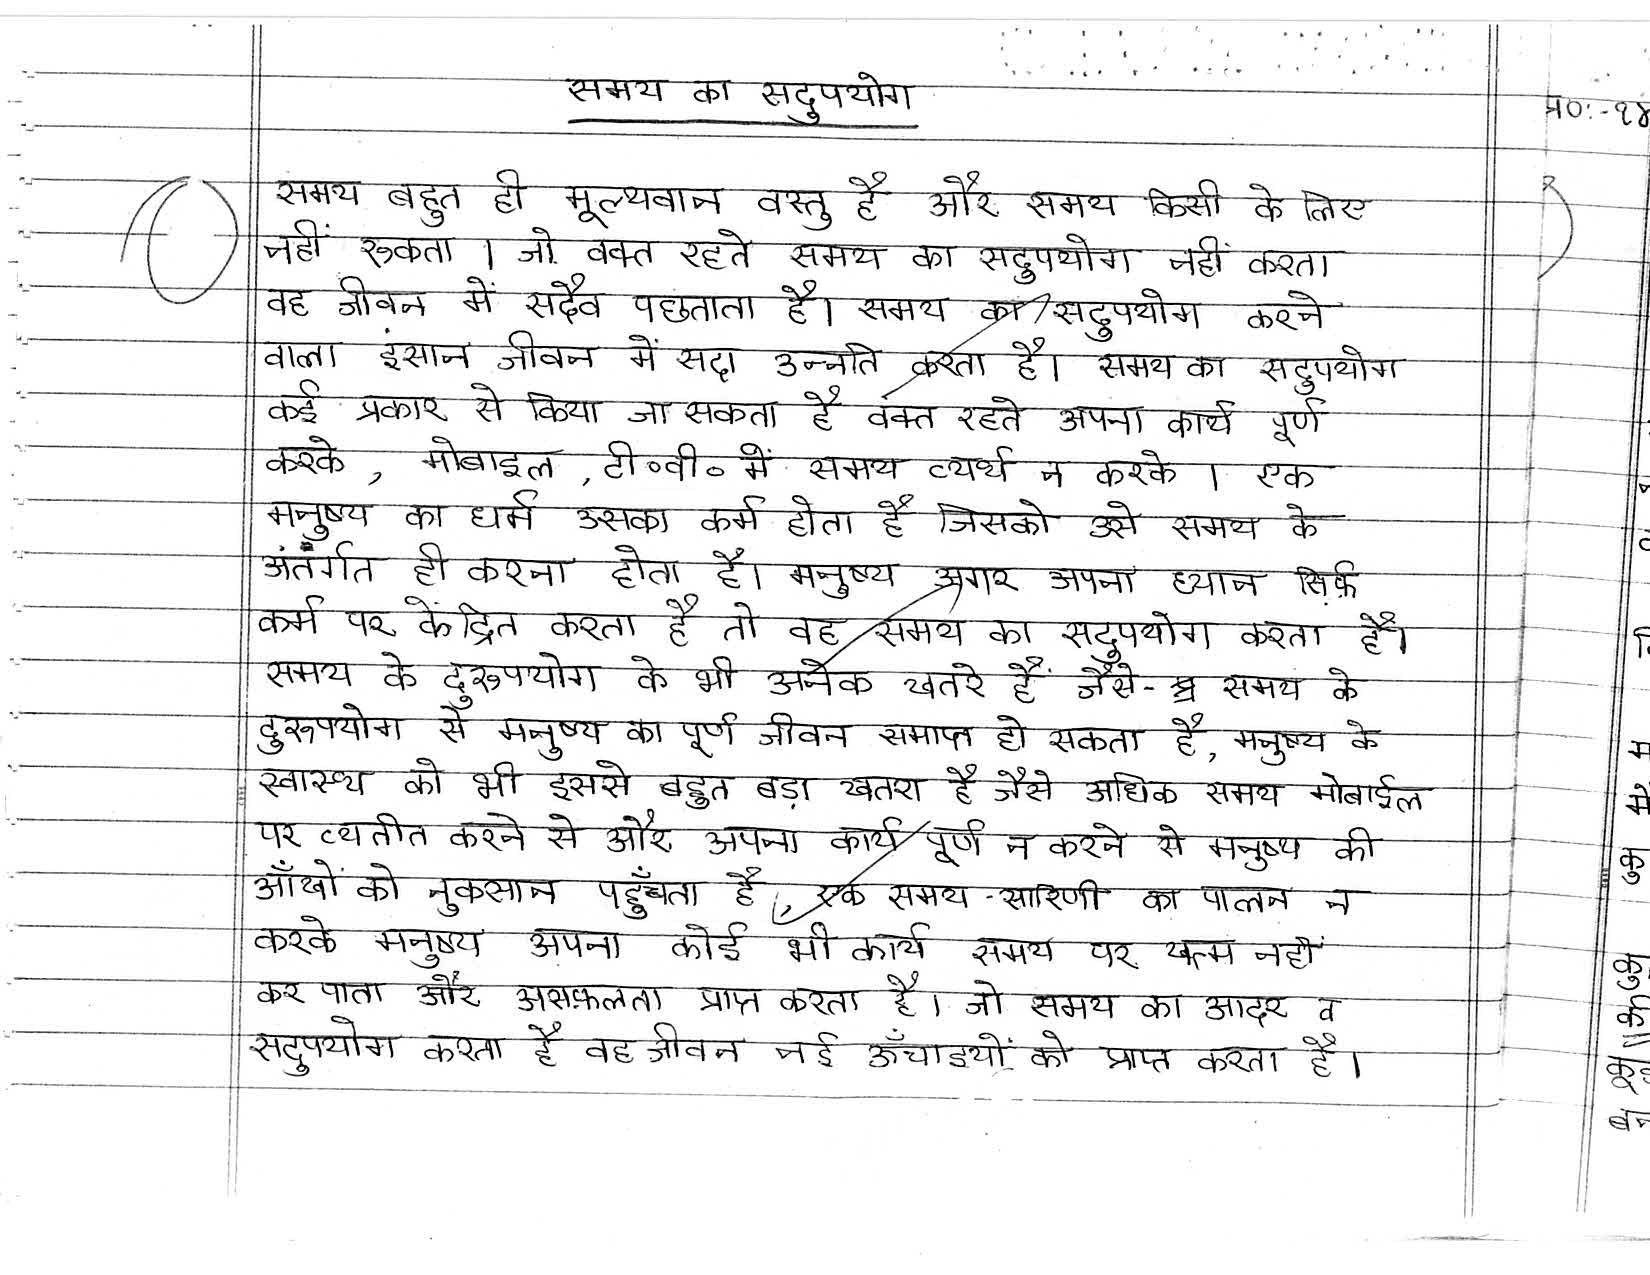 समय का सदुपयोग
प्र०:-१४
समय बहुत ही मूल्यवान वस्तु है और समय किसी के लिए
नहीं रुकता । जो वक्त रहते समय का सदुपयोग नहीं करता
वह जीवन में सदैव पछताता है। समय का सदुपयोग करने
वाला इंसान जीवन में सदा उन्नति करता है। समय का सदुपयोग
कई प्रकार से किया जा सकता है वक्त रहते अपना कार्य पूर्ण
करके , मोबाइल , टी०वी० में समय व्यर्थ न करके । एक
मनुष्य का धर्म उसका कर्म होता है जिसको उसे समय के
अंतर्गत ही करना होता है। मनुष्य अगर अपना ध्यान सिर्फ़
कर्म पर केंद्रित करता है तो वह समय का सदुपयोग करता है।
समय के दुरुपयोग के भी अनेक खतरे हैं जैसे- समय के
दुरुपयोग से मनुष्य का पूर्ण जीवन समाप्त हो सकता है, मनुष्य के
स्वास्थ्य को भी इससे बहुत बड़ा खतरा है जैसे अधिक समय मोबाईल
पर व्यतीत करने से और अपना कार्य पूर्ण न करने से मनुष्य की
आँखों को नुकसान पहुँचता है, एक समय-सारिणी का पालन न
करके मनुष्य अपना कोई भी कार्य समय पर खत्म नहीं
कर पाता और असफ़लता प्राप्त करता है। जो समय का आदर व
सदुपयोग करता है वह जीवन नई ऊँचाइयों को प्राप्त करता है।